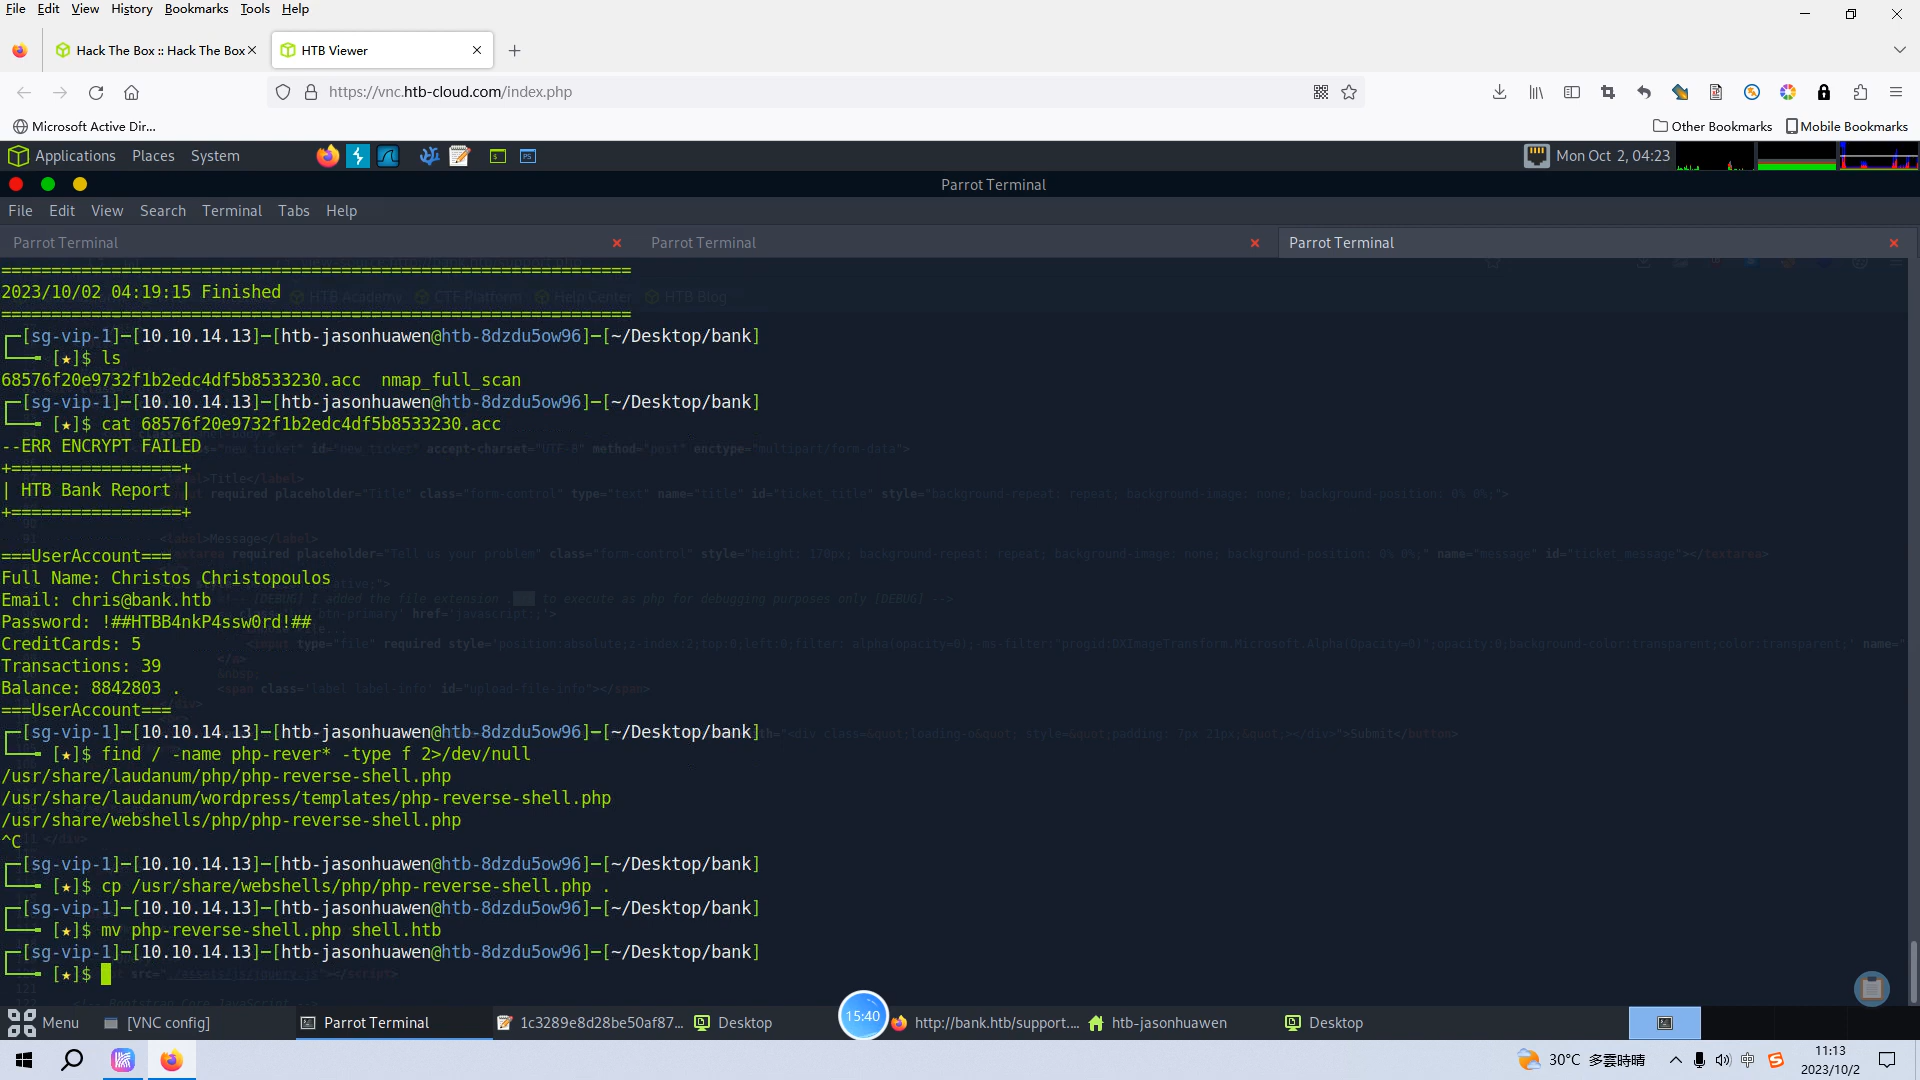 File Edit View History Bookmarks Tools Help
Hack The Box :: Hack The Box
HTB Viewer
https://vnc.htb-cloud.com/index.php
Microsoft Active Dir...
Other Bookmarks
Mobile Bookmarks
Applications Places System
Mon Oct 2, 04:23
Parrot Terminal
File Edit View Search Terminal Tabs Help
Parrot Terminal
Parrot Terminal
Parrot Terminal
===============================================================
2023/10/02 04:19:15 Finished
HTB Academy CTF Platform Help Center HTB Blog
===============================================================
┌─[sg-vip-1]─[10.10.14.13]─[htb-jasonhuawen@htb-8dzdu5ow96]─[~/Desktop/bank]
└──╼ [★]$ ls
68576f20e9732f1b2edc4df5b8533230.acc  nmap_full_scan
┌─[sg-vip-1]─[10.10.14.13]─[htb-jasonhuawen@htb-8dzdu5ow96]─[~/Desktop/bank]
└──╼ [★]$ cat 68576f20e9732f1b2edc4df5b8533230.acc
--ERR ENCRYPT FAILED
+=================+
| HTB Bank Report |
+=================+
===UserAccount===
Full Name: Christos Christopoulos
Email: chris@bank.htb
Password: !##HTBB4nkP4ssw0rd!##
CreditCards: 5
Transactions: 39
Balance: 8842803 .
===UserAccount===
┌─[sg-vip-1]─[10.10.14.13]─[htb-jasonhuawen@htb-8dzdu5ow96]─[~/Desktop/bank]
└──╼ [★]$ find / -name php-rever* -type f 2>/dev/null
/usr/share/laudanum/php/php-reverse-shell.php
/usr/share/laudanum/wordpress/templates/php-reverse-shell.php
/usr/share/webshells/php/php-reverse-shell.php
^C
┌─[sg-vip-1]─[10.10.14.13]─[htb-jasonhuawen@htb-8dzdu5ow96]─[~/Desktop/bank]
└──╼ [★]$ cp /usr/share/webshells/php/php-reverse-shell.php .
┌─[sg-vip-1]─[10.10.14.13]─[htb-jasonhuawen@htb-8dzdu5ow96]─[~/Desktop/bank]
└──╼ [★]$ mv php-reverse-shell.php shell.htb
┌─[sg-vip-1]─[10.10.14.13]─[htb-jasonhuawen@htb-8dzdu5ow96]─[~/Desktop/bank]
└──╼ [★]$
Menu
[VNC config]
Parrot Terminal
1c3289e8d28be50af87...
Desktop
15:40
http://bank.htb/support....
htb-jasonhuawen
Desktop
30°C 多雲時晴
中
11:13
2023/10/2